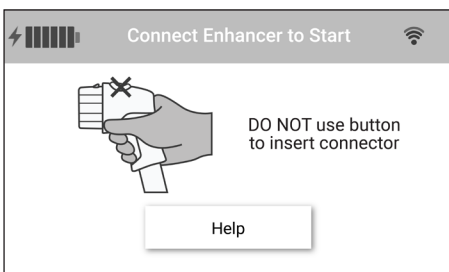 Connect Enhancer to Start
DO NOT use button
to insert connector
Help